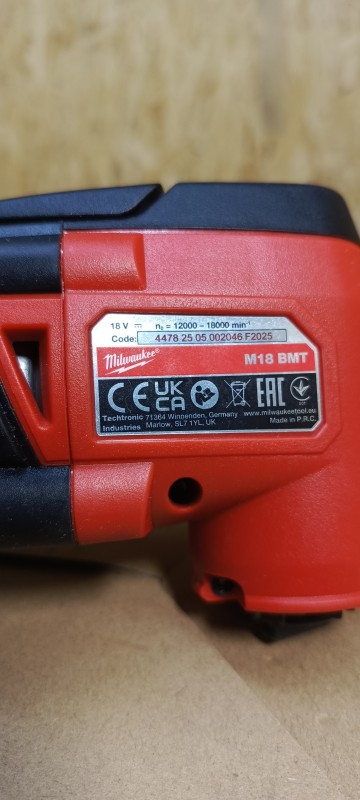 18 V ⎓ n₀ = 12000 - 18000 min⁻¹
Code: 4478 25 05 002046 F2025
Milwaukee®
M18 BMT
CE UK CA EAC
Techtronic 71364 Winnenden, Germany www.milwaukeetool.eu
Industries Marlow, SL7 1YL, UK Made in P.R.C.